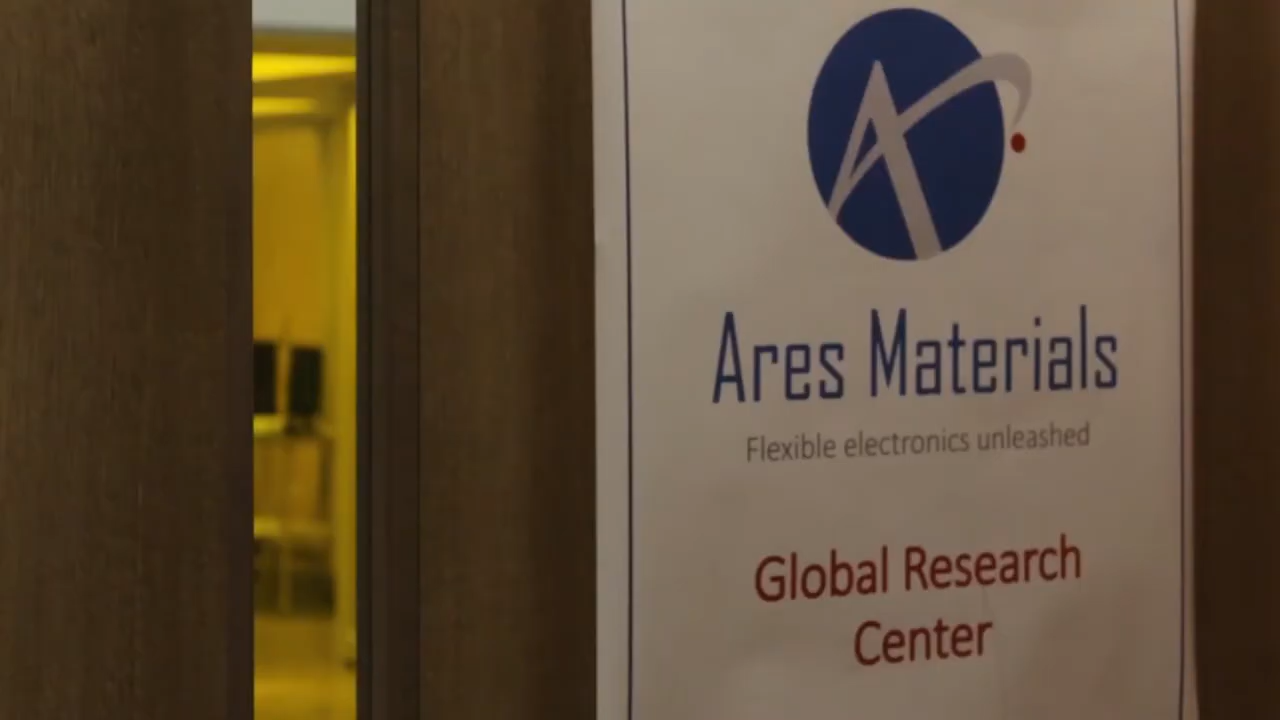 Ares Materials
Flexible electronics unleashed
Global Research
Center